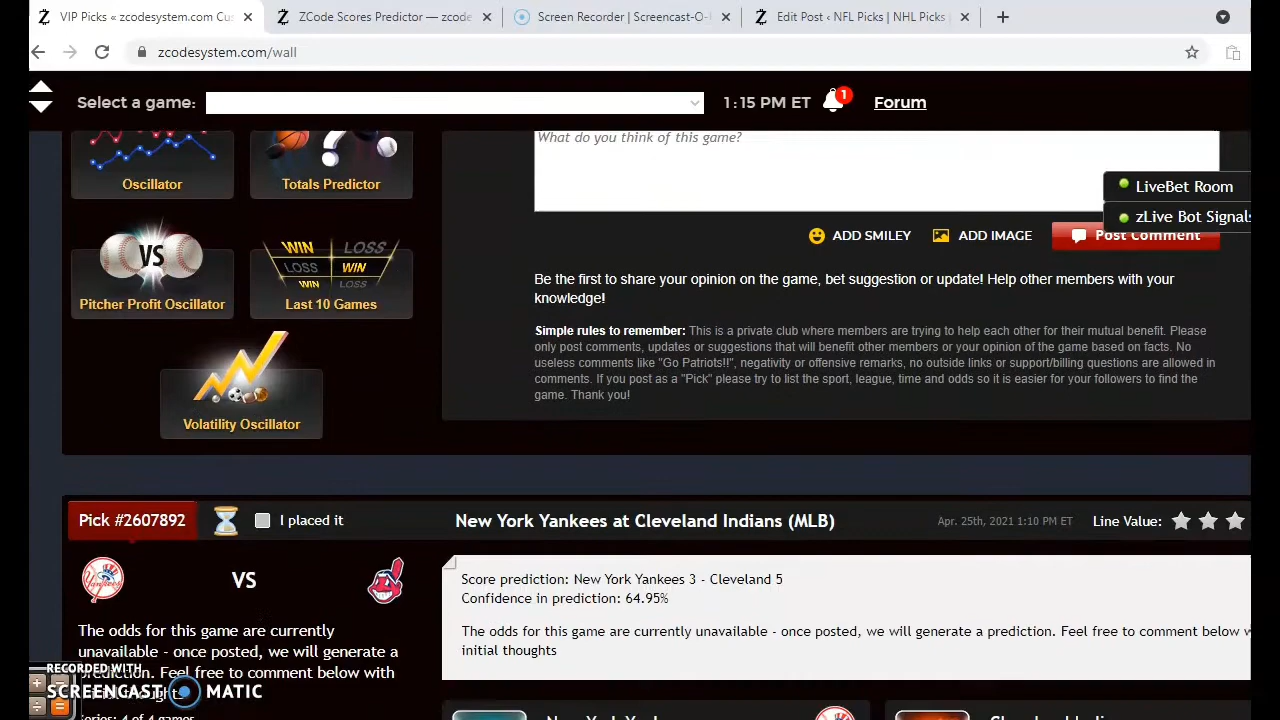 VIP Picks « zcodesystem.com Cus
ZCode Scores Predictor — zcode
Screen Recorder | Screencast-O-
Edit Post ‹ NFL Picks | NHL Picks
zcodesystem.com/wall
Select a game:
1:15 PM ET
1
Forum
Oscillator
Totals Predictor
What do you think of this game?
LiveBet Room
zLive Bot Signals
ADD SMILEY
ADD IMAGE
Post Comment
VS
Pitcher Profit Oscillator
WIN LOSS
LOSS WIN
WIN LOSS
Last 10 Games
Be the first to share your opinion on the game, bet suggestion or update! Help other members with your
knowledge!
Simple rules to remember: This is a private club where members are trying to help each other for their mutual benefit. Please
only post comments, updates or suggestions that will benefit other members or your opinion of the game based on facts. No
useless comments like "Go Patriots!!", negativity or offensive remarks, no outside links or support/billing questions are allowed in
comments. If you post as a "Pick" please try to list the sport, league, time and odds so it is easier for your followers to find the
game. Thank you!
Volatility Oscillator
Pick #2607892
I placed it
New York Yankees at Cleveland Indians (MLB)
Apr. 25th, 2021 1:10 PM ET
Line Value:
VS
Score prediction: New York Yankees 3 - Cleveland 5
Confidence in prediction: 64.95%
The odds for this game are currently unavailable - once posted, we will generate a prediction. Feel free to comment below w
initial thoughts
The odds for this game are currently
unavailable - once posted, we will generate a
prediction. Feel free to comment below with
RECORDED WITH
SCREENCAST MATIC
Series: 4 of 4 games